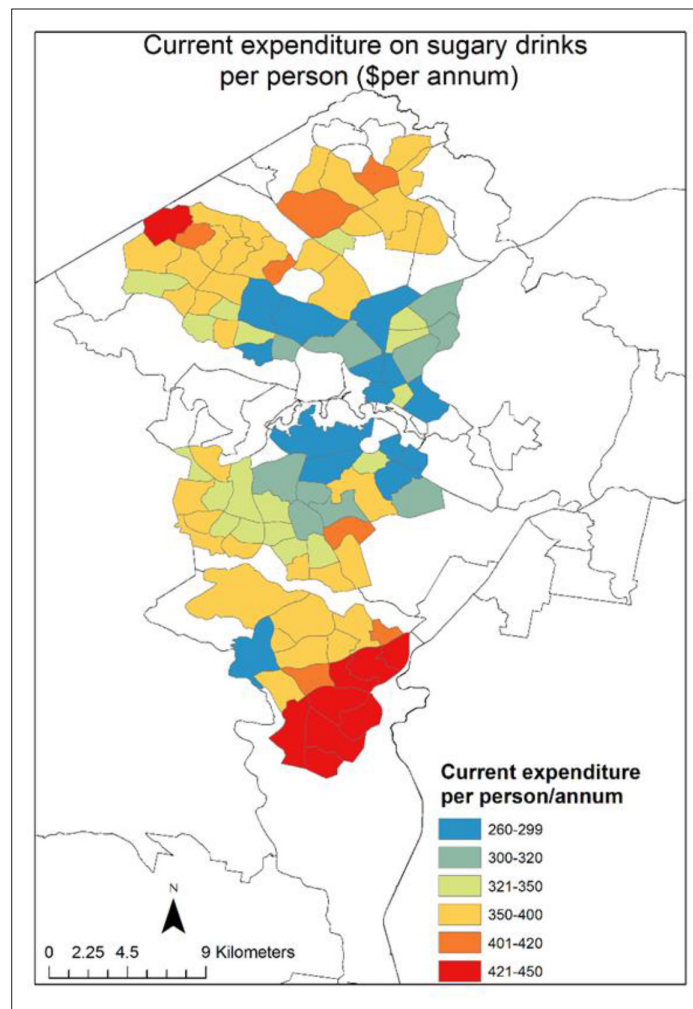 Current expenditure on sugary drinks
per person ($per annum)
Current expenditure
per person/annum
260-299
300-320
321-350
350-400
401-420
421-450
N
0 2.25 4.5 9 Kilometers